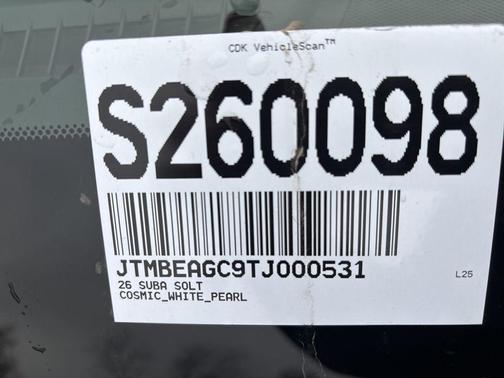 CDK VehicleScan™
S260098
JTMBEAGC9TJ000531
26 SUBA SOLT
COSMIC_WHITE_PEARL
L25